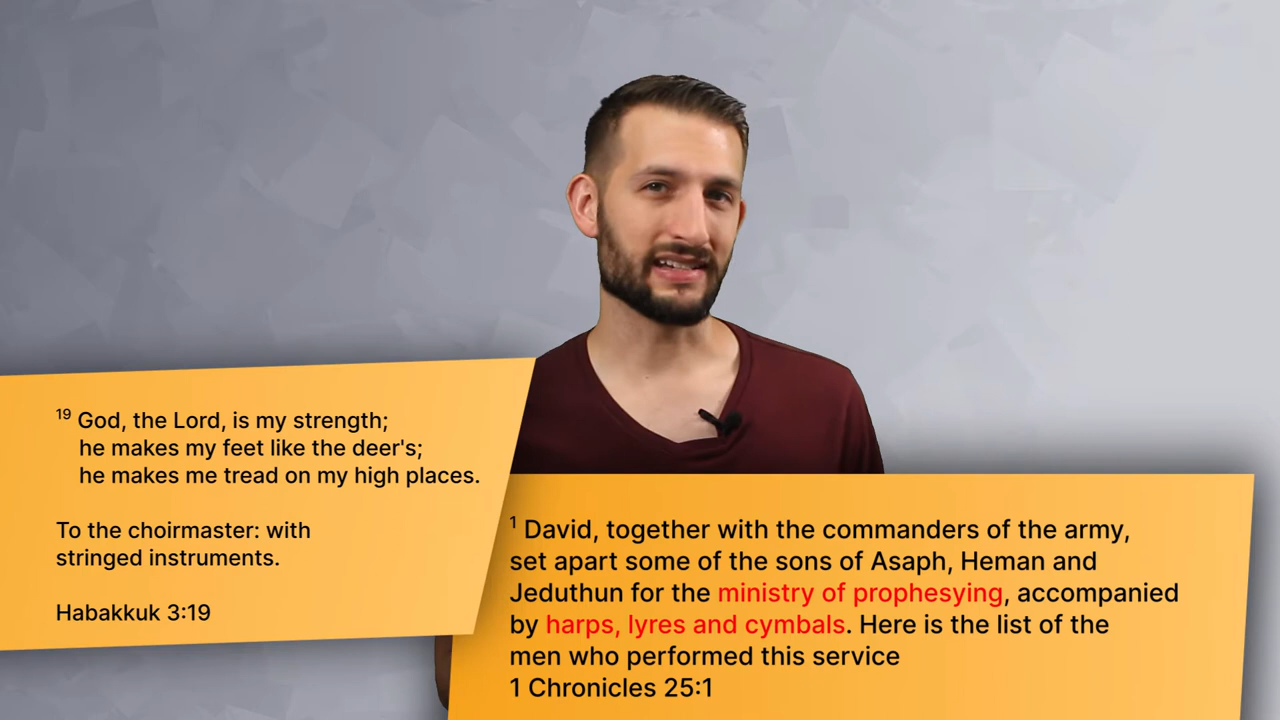 19 God, the Lord, is my strength;
he makes my feet like the deer's;
he makes me tread on my high places.
To the choirmaster: with
stringed instruments.
Habakkuk 3:19
1 David, together with the commanders of the army,
set apart some of the sons of Asaph, Heman and
Jeduthun for the ministry of prophesying, accompanied
by harps, lyres and cymbals. Here is the list of the
men who performed this service
1 Chronicles 25:1